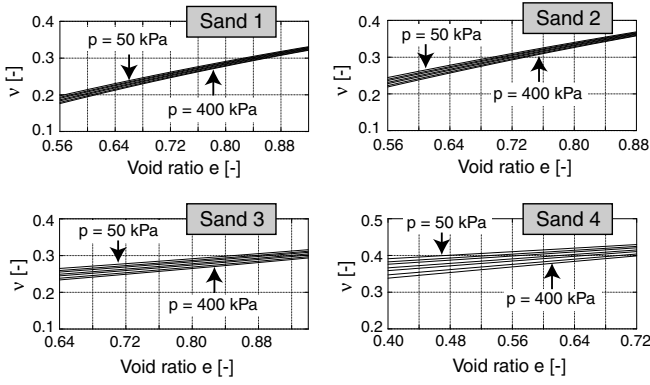 Sand 1
p = 50 kPa
p = 400 kPa
ν [-]
0.4
0.3
0.2
0.1
0.56 0.64 0.72 0.80 0.88
Void ratio e [-]
Sand 2
p = 50 kPa
p = 400 kPa
ν [-]
0.4
0.3
0.2
0.1
0.56 0.64 0.72 0.80 0.88
Void ratio e [-]
Sand 3
p = 50 kPa
p = 400 kPa
ν [-]
0.4
0.3
0.2
0.1
0.64 0.72 0.80 0.88
Void ratio e [-]
Sand 4
p = 50 kPa
p = 400 kPa
ν [-]
0.5
0.4
0.3
0.2
0.40 0.48 0.56 0.64 0.72
Void ratio e [-]